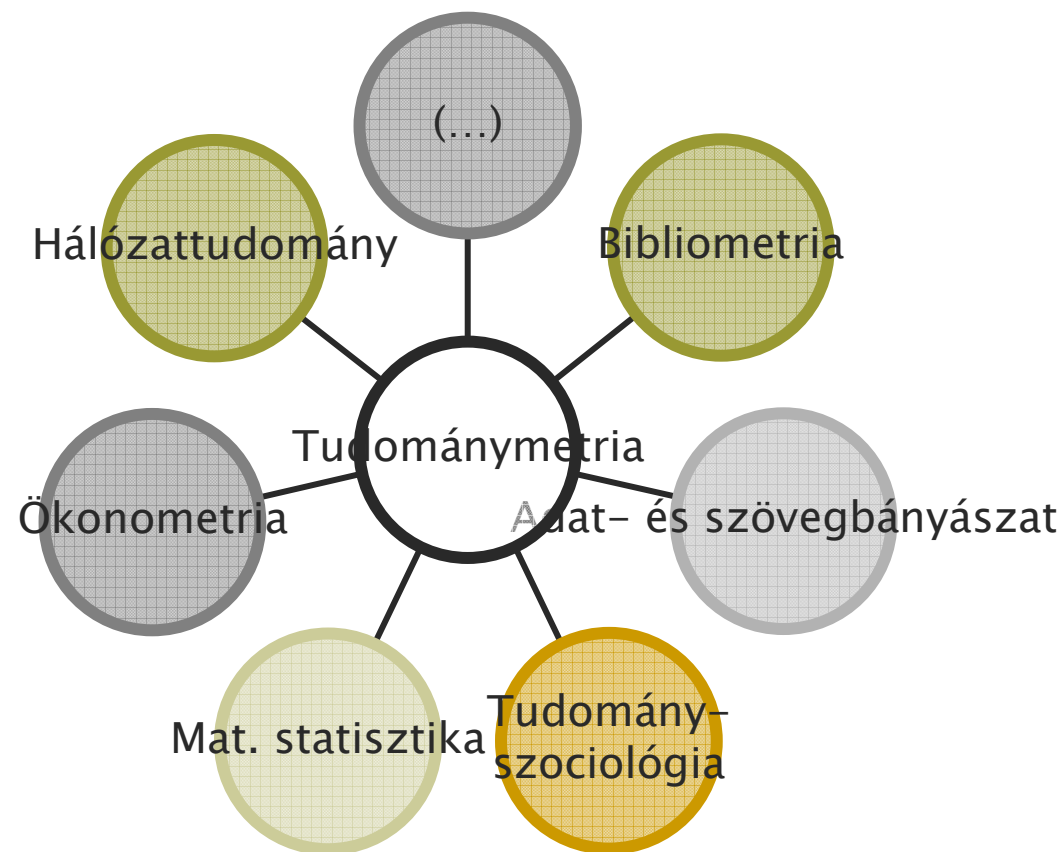 (...)
Hálózattudomány
Bibliometria
Tudománymetria
Ökonometria
Adat- és szövegbányászat
Mat. statisztika
Tudomány-
szociológia